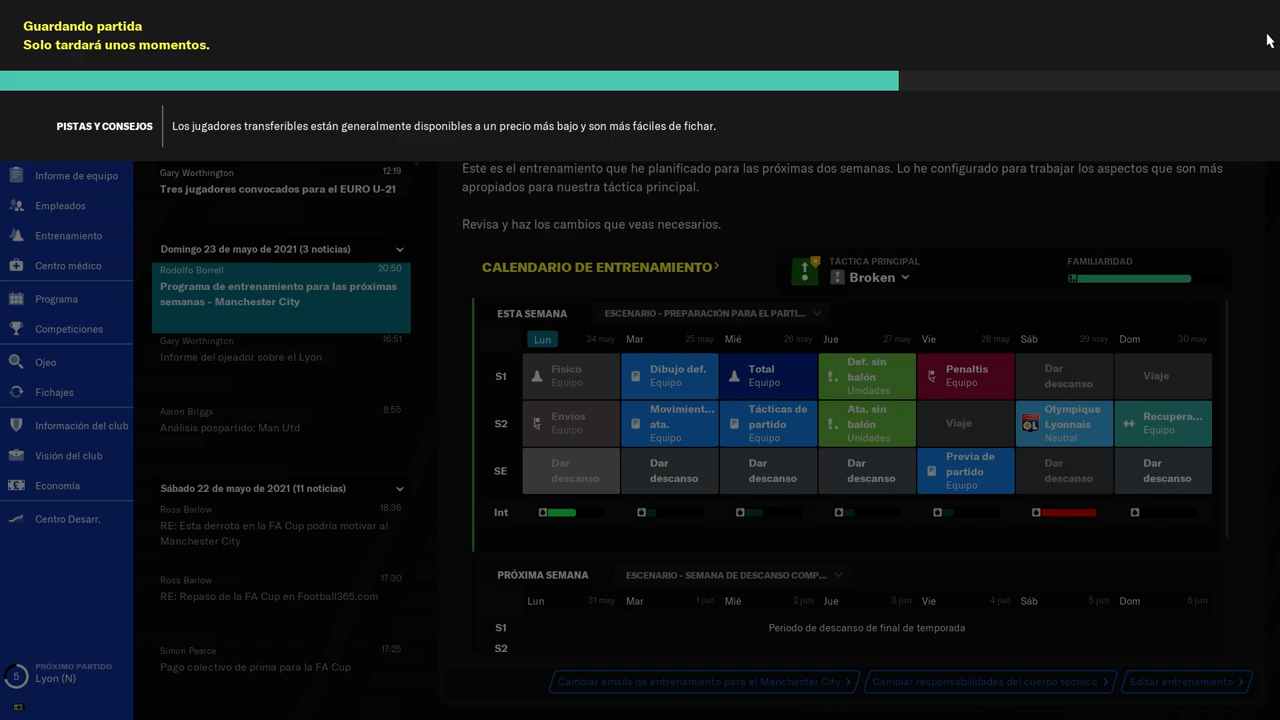 Guardando partida
Solo tardará unos momentos.
PISTAS Y CONSEJOS
Los jugadores transferibles están generalmente disponibles a un precio más bajo y son más fáciles de fichar.
Informe de equipo
Empleados
Entrenamiento
Centro médico
Programa
Competiciones
Ojeo
Fichajes
Información del club
Visión del club
Economía
Centro Desarr.
5
PRÓXIMO PARTIDO
Lyon (N)
Gary Worthington 12:19
Tres jugadores convocados para el EURO U-21
Domingo 23 de mayo de 2021 (3 noticias)
Rodolfo Borrell 20:50
Programa de entrenamiento para las próximas
semanas - Manchester City
Gary Worthington 16:51
Informe del ojeador sobre el Lyon
Aaron Briggs 8:55
Análisis pospartido: Man Utd
Sábado 22 de mayo de 2021 (11 noticias)
Ross Barlow 18:36
RE: Esta derrota en la FA Cup podría motivar al
Manchester City
Ross Barlow 17:30
RE: Repaso de la FA Cup en Football365.com
Simon Pearce 17:25
Pago colectivo de prima para la FA Cup
Este es el entrenamiento que he planificado para las próximas dos semanas. Lo he configurado para trabajar los aspectos que son más
apropiados para nuestra táctica principal.
Revisa y haz los cambios que veas necesarios.
CALENDARIO DE ENTRENAMIENTO
TÁCTICA PRINCIPAL
Broken
FAMILIARIDAD
ESTA SEMANA
ESCENARIO - PREPARACIÓN PARA EL PARTI...
Lun 24 may Mar 25 may Mié 26 may Jue 27 may Vie 28 may Sáb 29 may Dom 30 may
S1
Físico
Equipo
Dibujo def.
Equipo
Total
Equipo
Def. sin
balón
Unidades
Penaltis
Equipo
Dar
descanso
Viaje
S2
Envíos
Equipo
Movimient...
ata.
Equipo
Tácticas de
partido
Equipo
Ata. sin
balón
Unidades
Viaje
Olympique
Lyonnais
Neutral
Recupera...
Equipo
SE
Dar
descanso
Dar
descanso
Dar
descanso
Dar
descanso
Previa de
partido
Equipo
Dar
descanso
Dar
descanso
Int
PRÓXIMA SEMANA
ESCENARIO - SEMANA DE DESCANSO COMP...
Lun 31 may Mar 1 jun Mié 2 jun Jue 3 jun Vie 4 jun Sáb 5 jun Dom 6 jun
S1
Periodo de descanso de final de temporada
S2
Cambiar emails de entrenamiento para el Manchester City
Cambiar responsabilidades del cuerpo técnico
Editar entrenamiento